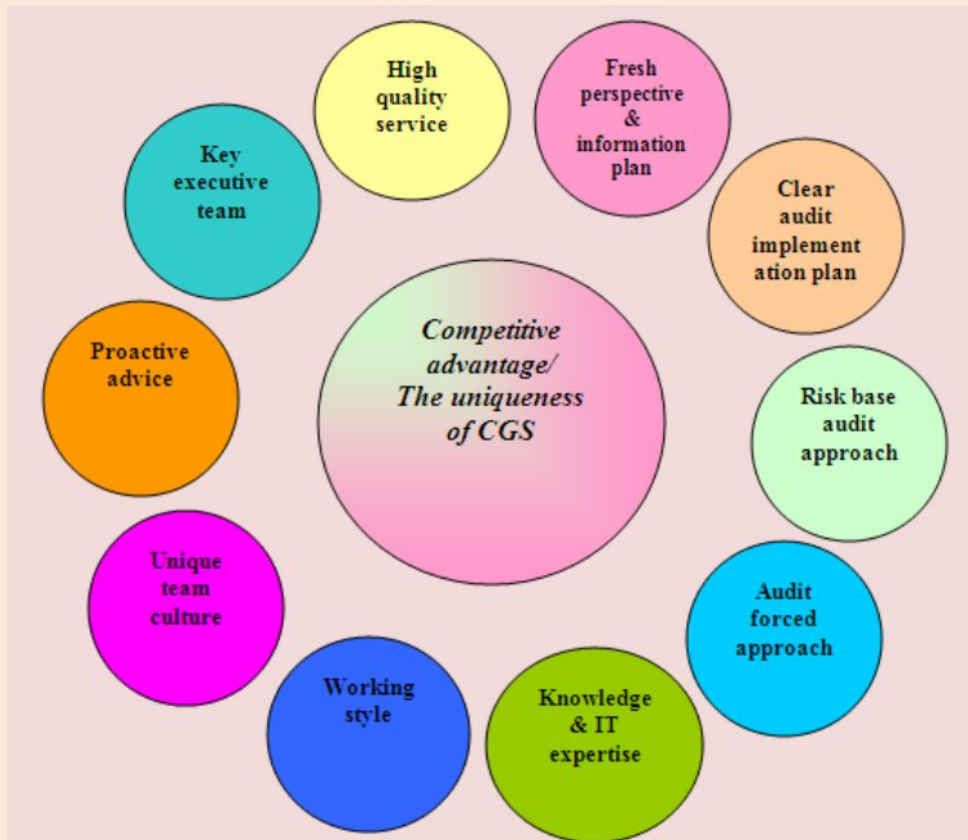 High
quality
service
Fresh
perspective
&
information
plan
Clear
audit
implement
ation plan
Risk base
audit
approach
Audit
forced
approach
Knowledge
& IT
expertise
Working
style
Unique
team
culture
Proactive
advice
Key
executive
team
Competitive
advantage/
The uniqueness
of CGS